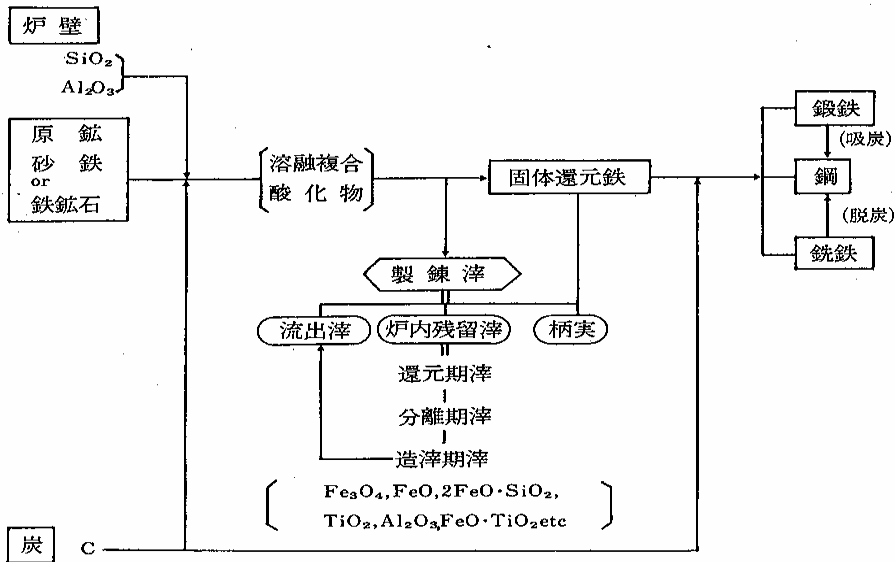 炉壁
SiO₂
Al₂O₃
原鉱
砂鉄
or
鉄鉱石
溶融複合
酸化物
固体還元鉄
鍛鉄
(吸炭)
鋼
(脱炭)
銑鉄
製錬滓
流出滓
炉内残留滓
柄実
還元期滓
分離期滓
造滓期滓
Fe₃O₄,FeO,2FeO·SiO₂,
TiO₂,Al₂O₃,FeO·TiO₂etc
炭 C